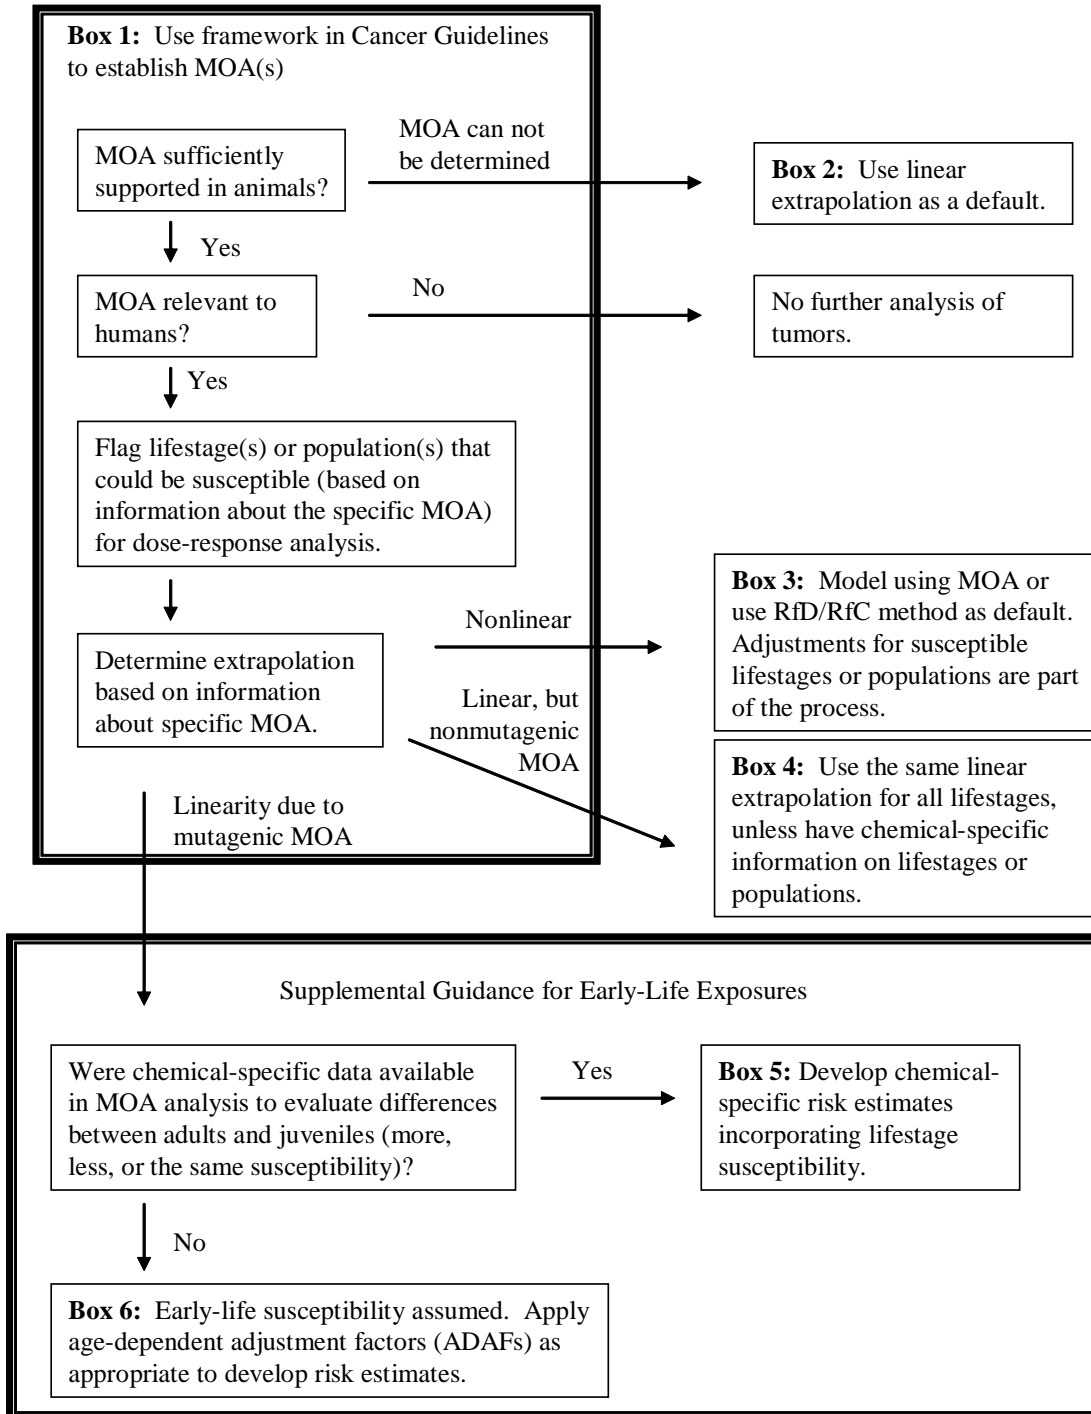 Box 1: Use framework in Cancer Guidelines
to establish MOA(s)
MOA sufficiently
supported in animals?
MOA can not
be determined
Box 2: Use linear
extrapolation as a default.
Yes
MOA relevant to
humans?
No
No further analysis of
tumors.
Yes
Flag lifestage(s) or population(s) that
could be susceptible (based on
information about the specific MOA)
for dose-response analysis.
Determine extrapolation
based on information
about specific MOA.
Nonlinear
Box 3: Model using MOA or
use RfD/RfC method as default.
Adjustments for susceptible
lifestages or populations are part
of the process.
Linear, but
nonmutagenic
MOA
Box 4: Use the same linear
extrapolation for all lifestages,
unless have chemical-specific
information on lifestages or
populations.
Linearity due to
mutagenic MOA
Supplemental Guidance for Early-Life Exposures
Were chemical-specific data available
in MOA analysis to evaluate differences
between adults and juveniles (more,
less, or the same susceptibility)?
Yes
Box 5: Develop chemical-
specific risk estimates
incorporating lifestage
susceptibility.
No
Box 6: Early-life susceptibility assumed. Apply
age-dependent adjustment factors (ADAFs) as
appropriate to develop risk estimates.